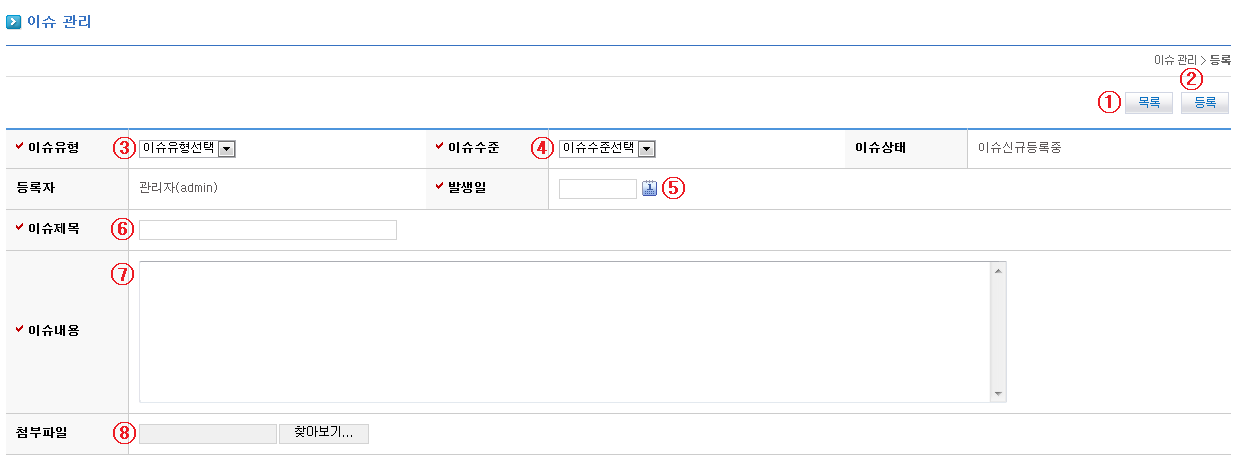 이슈 관리
이슈 관리 > 등록
②
① 목록 등록
이슈유형 ③ 이슈유형선택 이슈수준 ④ 이슈수준선택 이슈상태 이슈신규등록중
등록자 관리자(admin) 발생일 1 ⑤
이슈제목 ⑥
⑦
이슈내용
첨부파일 ⑧ 찾아보기...